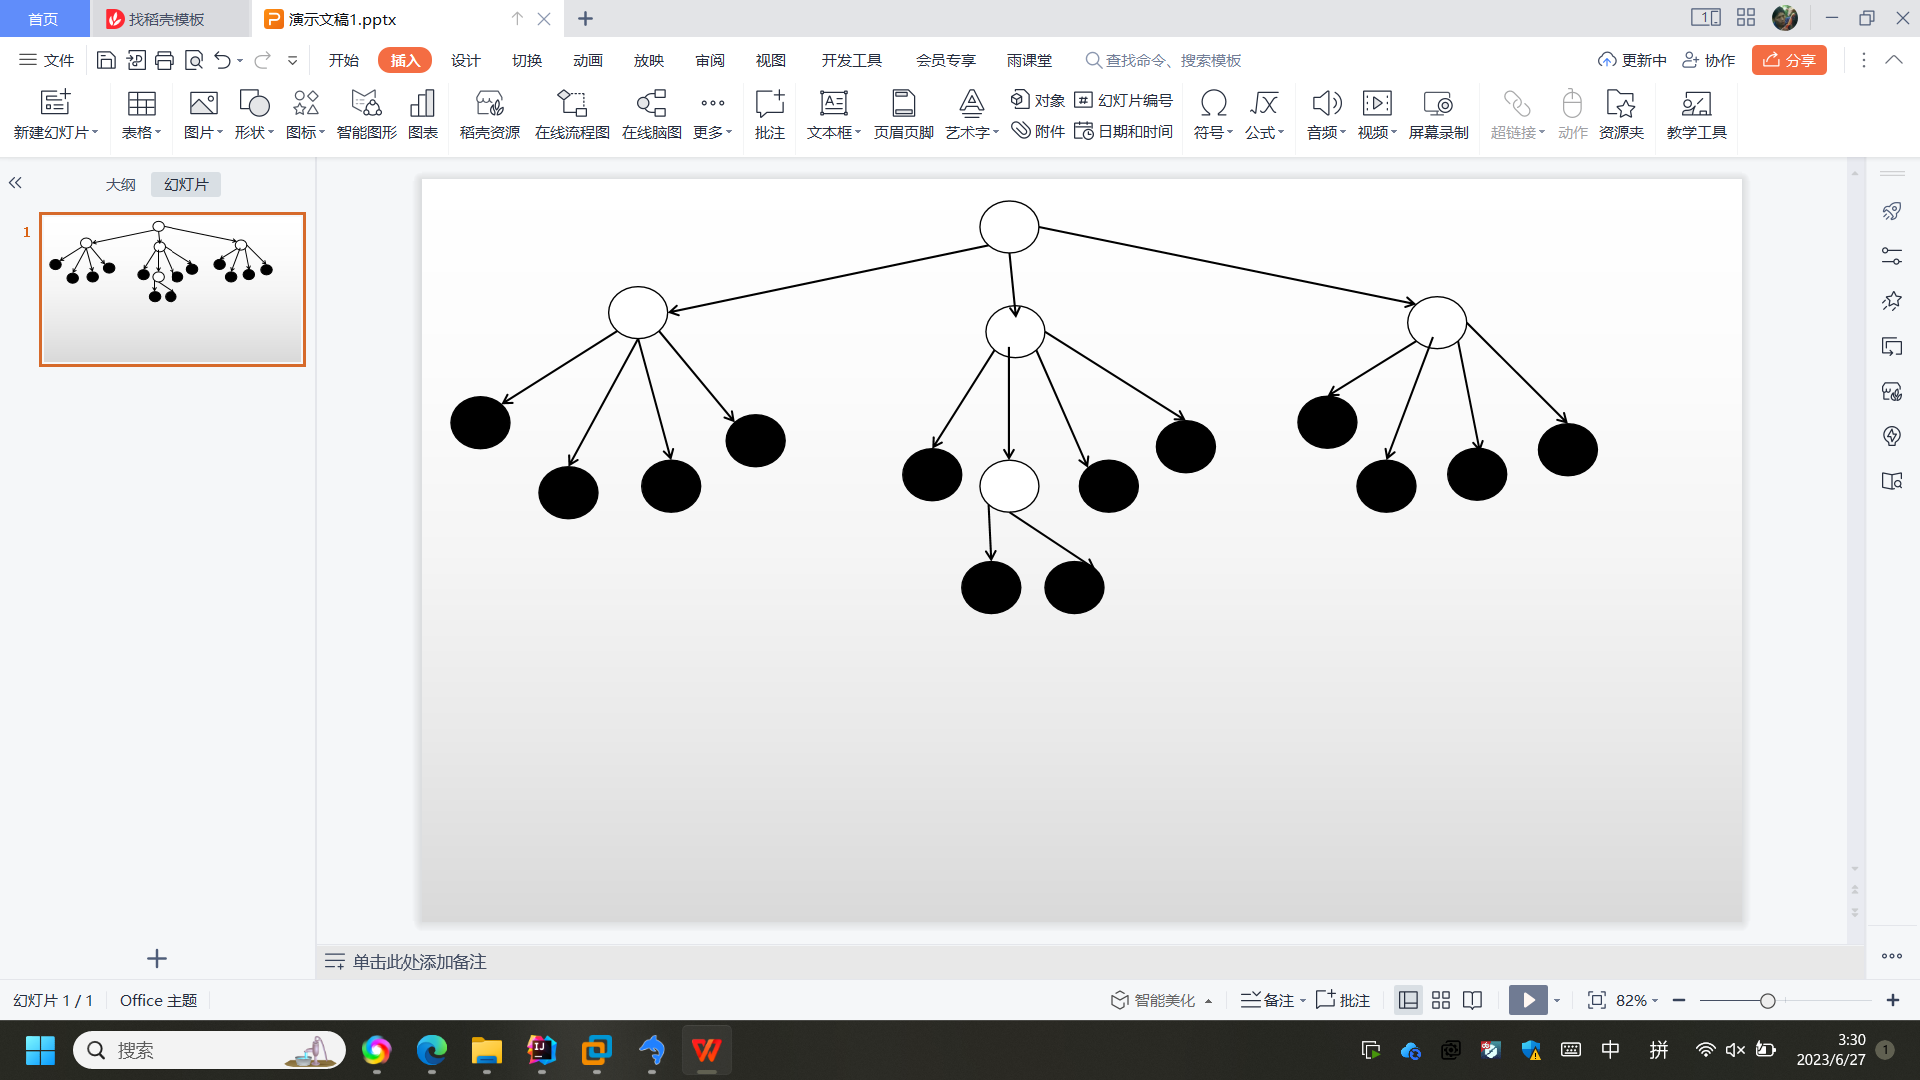 首页
找稻壳模板
演示文稿1.pptx
1
文件
开始
插入
设计
切换
动画
放映
审阅
视图
开发工具
会员专享
雨课堂
查找命令、搜索模板
更新中
协作
分享
新建幻灯片
表格
图片
形状
图标
智能图形
图表
稻壳资源
在线流程图
在线脑图
更多
批注
文本框
页眉页脚
艺术字
对象
幻灯片编号
附件
日期和时间
符号
公式
音频
视频
屏幕录制
超链接
动作
资源夹
教学工具
大纲
幻灯片
1
单击此处添加备注
幻灯片 1 / 1
Office 主题
智能美化
备注
批注
82%
搜索
中
拼
3:30
2023/6/27
1